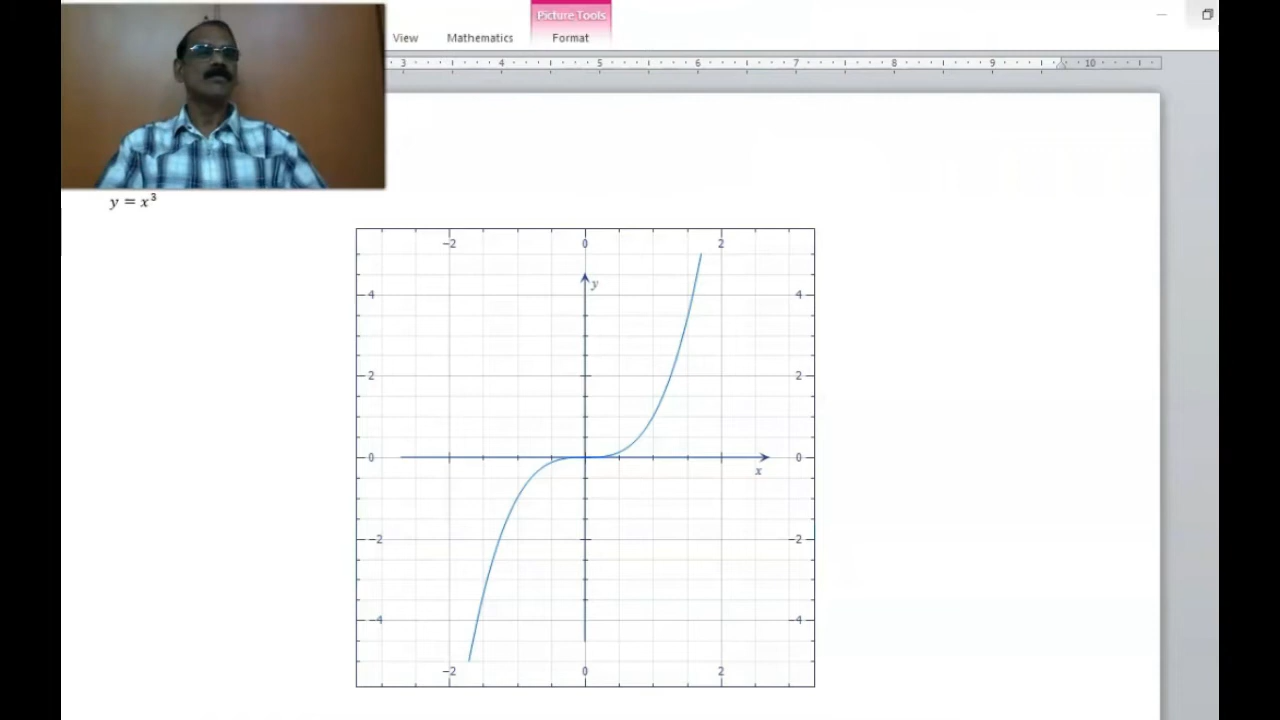 Picture Tools
View Mathematics Format
3 4 5 6 7 8 9 10
y = x³
−2 0 2
y
4 4
2 2
0 0
x
−2 −2
−4 −4
−2 0 2